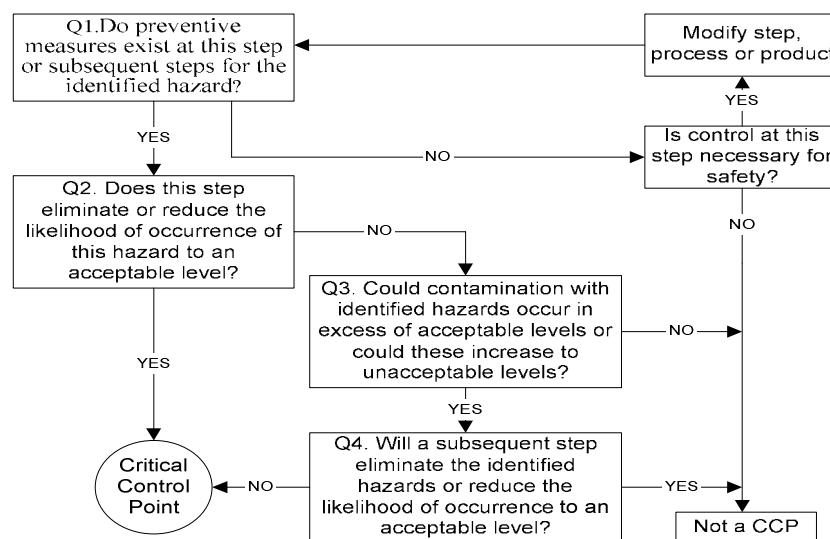 Q1.Do preventive
measures exist at this step
or subsequent steps for the
identified hazard?
Modify step,
process or product
YES
YES
NO
Is control at this
step necessary for
safety?
Q2. Does this step
eliminate or reduce the
likelihood of occurrence of
this hazard to an
acceptable level?
NO
NO
Q3. Could contamination with
identified hazards occur in
excess of acceptable levels or
could these increase to
unacceptable levels?
NO
YES
YES
Q4. Will a subsequent step
eliminate the identified
hazards or reduce the
likelihood of occurrence to an
acceptable level?
Critical
Control
Point
NO
YES
Not a CCP